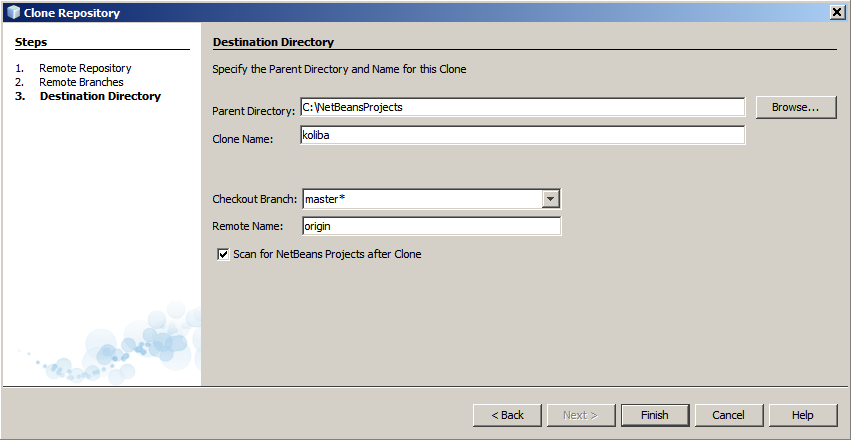 Clone Repository
Steps
1. Remote Repository
2. Remote Branches
3. Destination Directory
Destination Directory
Specify the Parent Directory and Name for this Clone
Parent Directory: C:\NetBeansProjects Browse...
Clone Name: koliba
Checkout Branch: master*
Remote Name: origin
Scan for NetBeans Projects after Clone
< Back Next > Finish Cancel Help